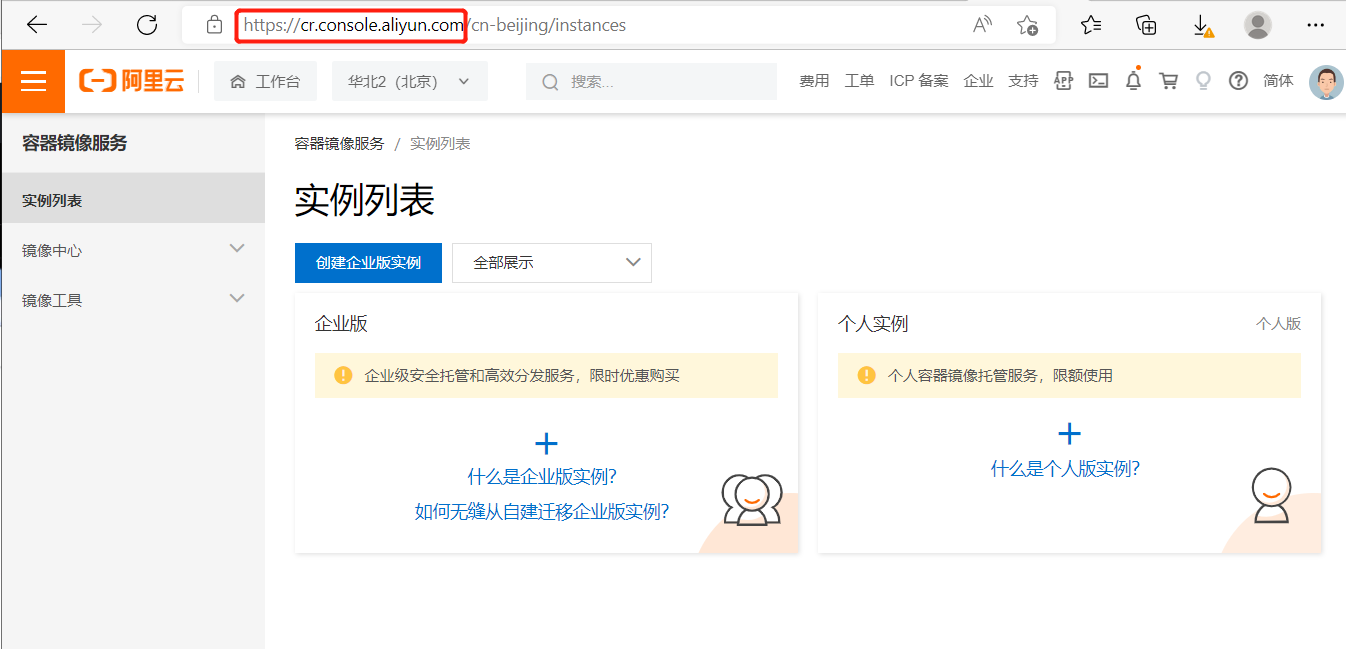 https://cr.console.aliyun.com/cn-beijing/instances
阿里云 工作台 华北2（北京） 搜索... 费用 工单 ICP 备案 企业 支持 简体
容器镜像服务
实例列表
镜像中心
镜像工具
容器镜像服务 / 实例列表
实例列表
创建企业版实例 全部展示
企业版
企业级安全托管和高效分发服务，限时优惠购买
什么是企业版实例?
如何无缝从自建迁移企业版实例?
个人实例 个人版
个人容器镜像托管服务，限额使用
什么是个人版实例?